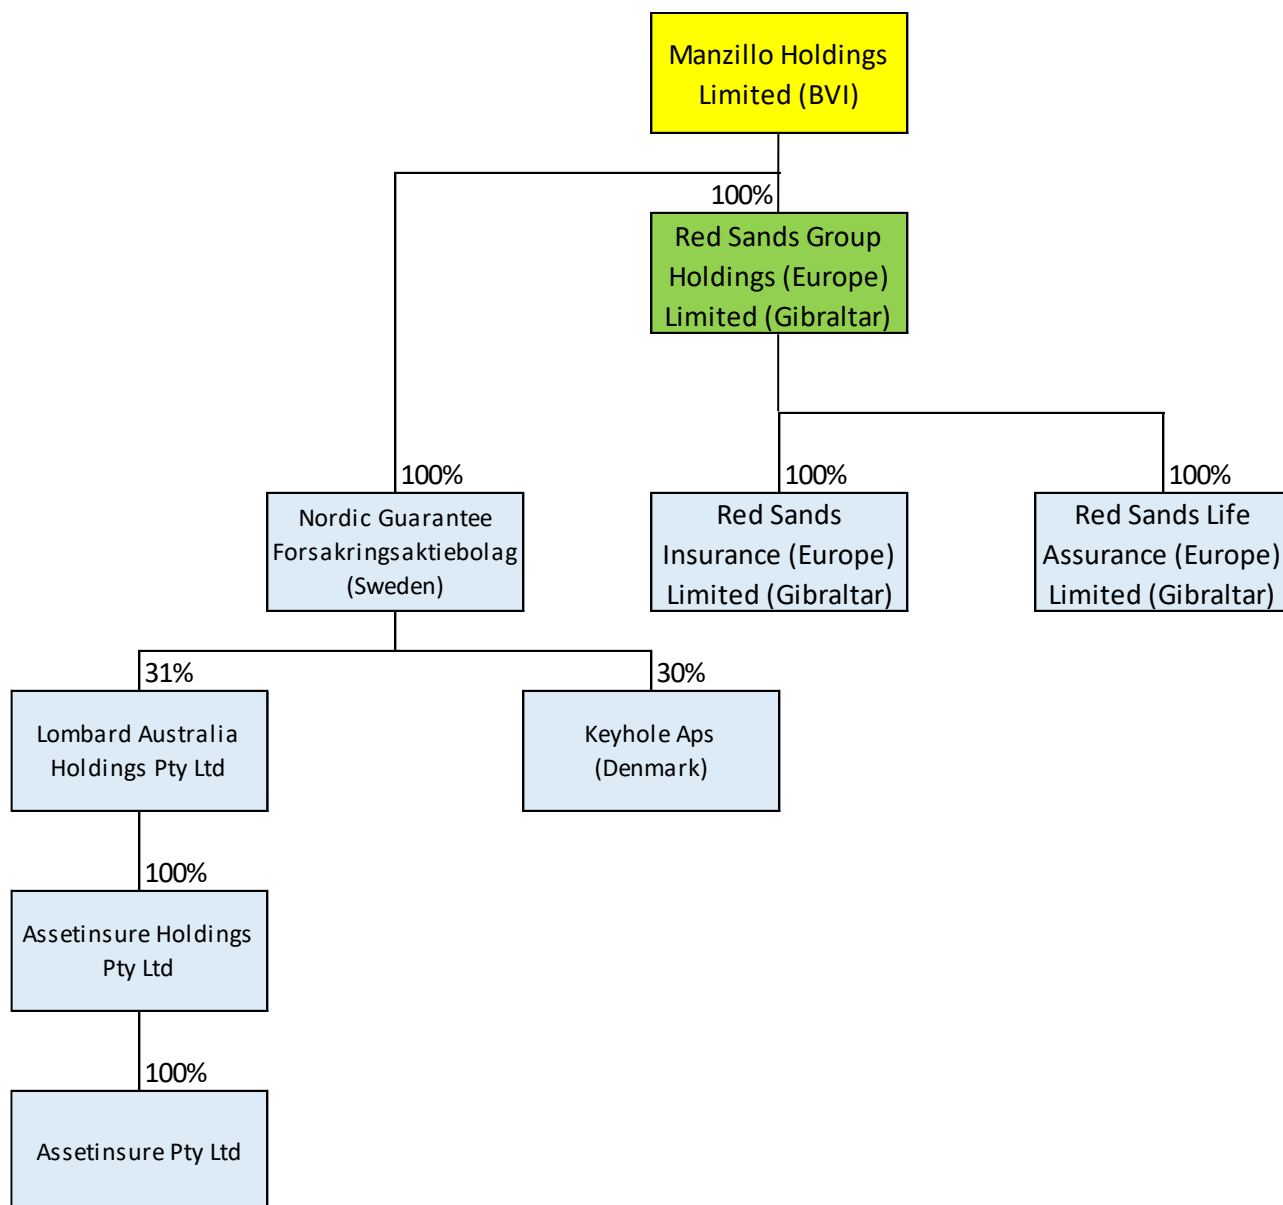 Manzillo Holdings
Limited (BVI)
100%
Red Sands Group
Holdings (Europe)
Limited (Gibraltar)
100%
Nordic Guarantee
Forsakringsaktiebolag
(Sweden)
100%
Red Sands
Insurance (Europe)
Limited (Gibraltar)
100%
Red Sands Life
Assurance (Europe)
Limited (Gibraltar)
31%
Lombard Australia
Holdings Pty Ltd
30%
Keyhole Aps
(Denmark)
100%
Assetinsure Holdings
Pty Ltd
100%
Assetinsure Pty Ltd